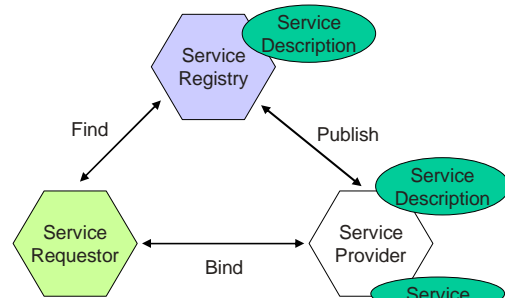 Service
Description
Service
Registry
Find
Publish
Service
Description
Service
Requestor
Service
Provider
Bind
Service